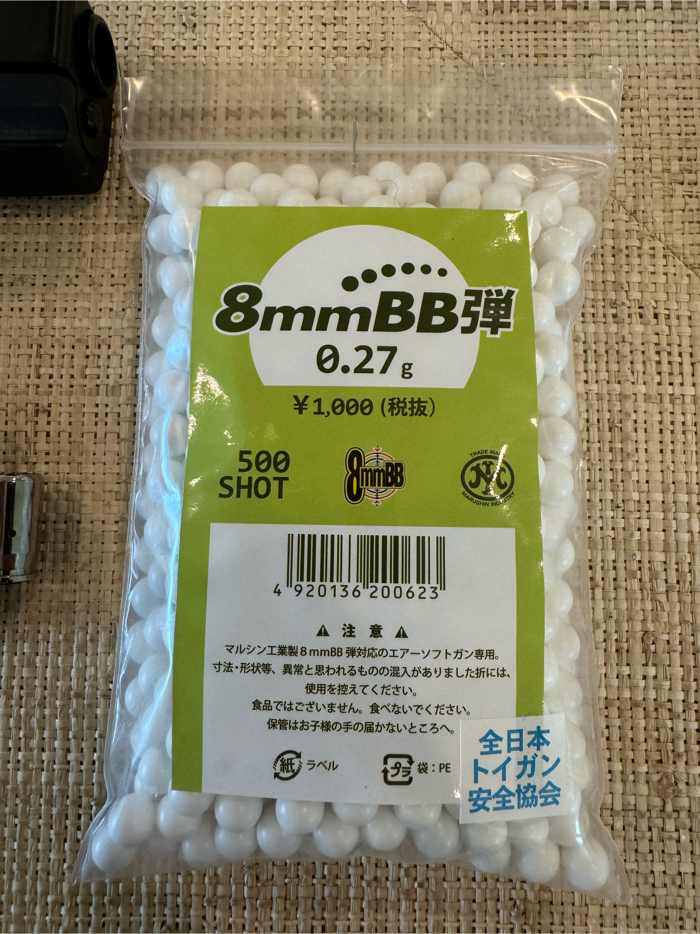 8mmBB弾
0.27g
￥1,000 (税抜)
500
SHOT
8mmBB
TRADE MARK
MARUSHIN INDUSTRY
4 920136 200623
⚠ 注意 ⚠
マルシン工業製８mmBB弾対応のエアーソフトガン専用。
寸法・形状等、異常と思われるものの混入がありました折には、
使用を控えてください。
食品ではございません。食べないでください。
保管はお子様の手の届かないところへ。
紙 ラベル
プラ 袋：PE
全日本
トイガン
安全協会